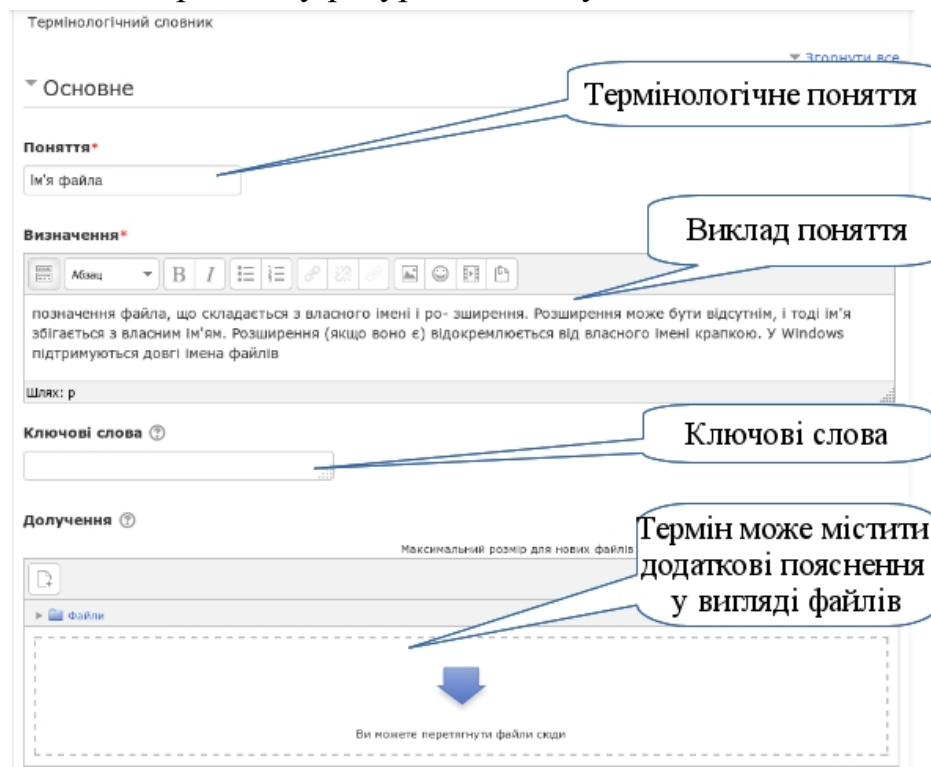 Термінологічний словник
Згорнути все
Основне
Термінологічне поняття
Поняття*
Ім'я файла
Виклад поняття
Визначення*
Абзац
B I
позначення файла, що складається з власного імені і ро- зширення. Розширення може бути відсутнім, і тоді ім'я
збігається з власним ім'ям. Розширення (якщо воно є) відокремлюється від власного імені крапкою. У Windows
підтримуються довгі імена файлів
Шлях: p
Ключові слова
Ключові слова
Долучення
Термін може містити
додаткові пояснення
у вигляді файлів
Максимальний розмір для нових файлів
Файли
Ви можете перетягнути файли сюди